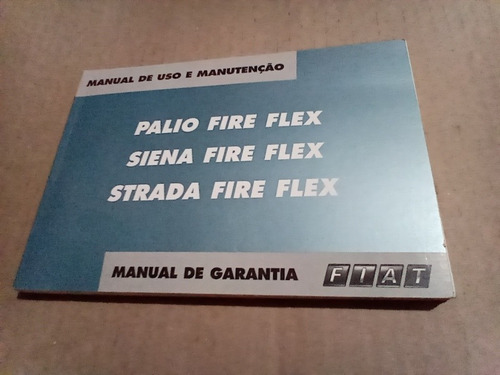 MANUAL DE USO E MANUTENÇÃO
PALIO FIRE FLEX
SIENA FIRE FLEX
STRADA FIRE FLEX
MANUAL DE GARANTIA FIAT